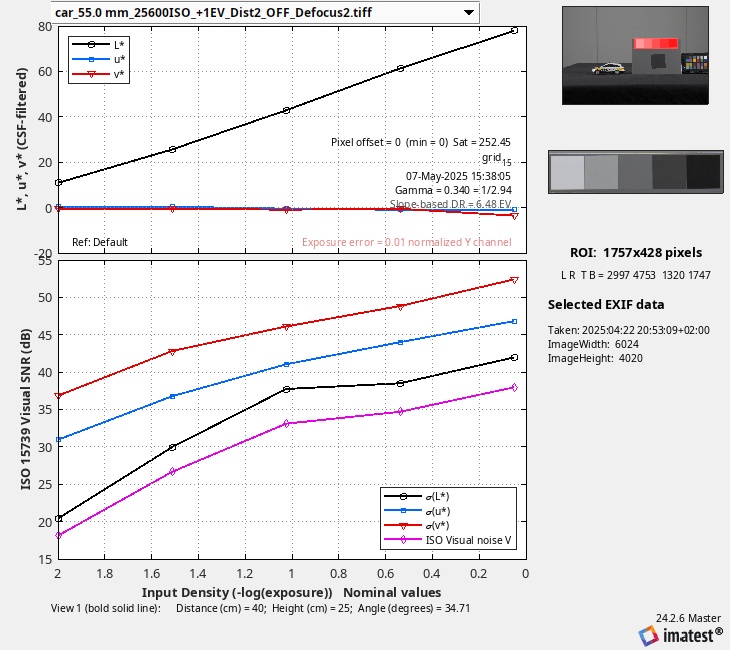 car_55.0 mm_25600ISO_+1EV_Dist2_OFF_Defocus2.tiff
80
60
40
20
0
-20
L*, u*, v* (CSF-filtered)
L*
u*
v*
Pixel offset = 0 (min = 0) Sat = 252.45
grid_15
07-May-2025 15:38:05
Gamma = 0.340 = 1/2.94
Slope-based DR = 6.48 EV
Ref: Default
Exposure error = 0.01 normalized Y channel
55
50
45
40
35
30
25
20
15
ISO 15739 Visual SNR (dB)
σ(L*)
σ(u*)
σ(v*)
ISO Visual noise V
2 1.8 1.6 1.4 1.2 1 0.8 0.6 0.4 0.2 0
Input Density (-log(exposure)) Nominal values
View 1 (bold solid line): Distance (cm) = 40; Height (cm) = 25; Angle (degrees) = 34.71
ROI: 1757x428 pixels
L R T B = 2997 4753 1320 1747
Selected EXIF data
Taken: 2025:04:22 20:53:09+02:00
ImageWidth: 6024
ImageHeight: 4020
24.2.6 Master
imatest®